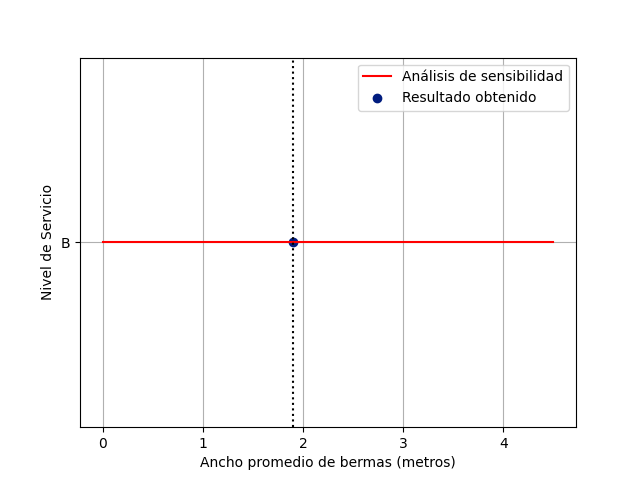 Análisis de sensibilidad
Resultado obtenido
Nivel de Servicio
B
0 1 2 3 4
Ancho promedio de bermas (metros)